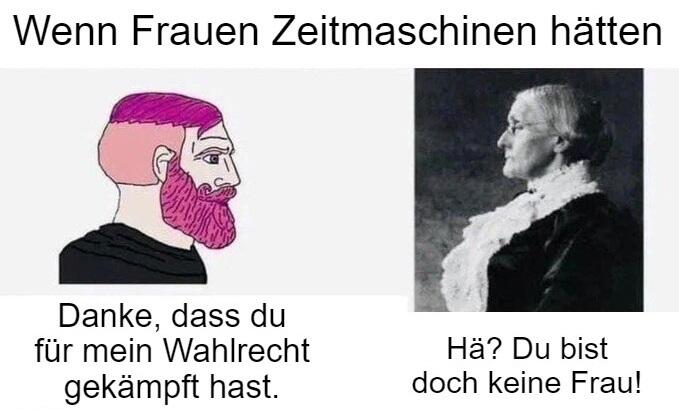 Wenn Frauen Zeitmaschinen hätten
Danke, dass du
für mein Wahlrecht
gekämpft hast.
Hä? Du bist
doch keine Frau!